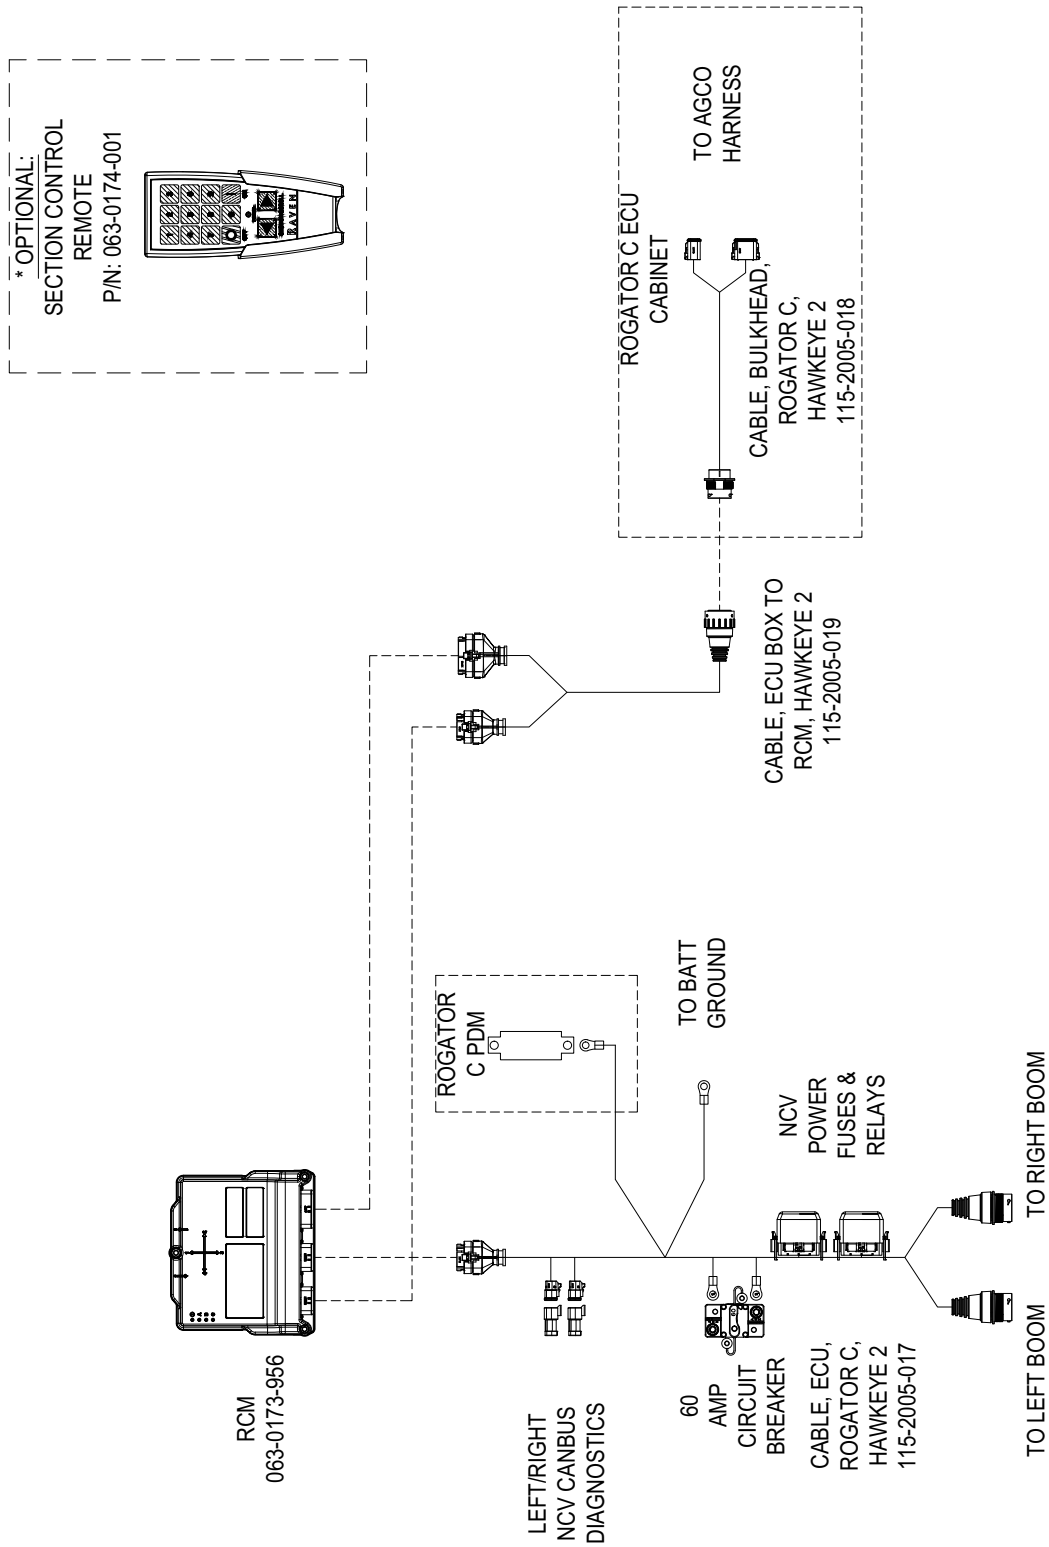 * OPTIONAL:
SECTION CONTROL
REMOTE
P/N: 063-0174-001
RAVEN
ROGATOR C ECU
CABINET
TO AGCO
HARNESS
CABLE, BULKHEAD,
ROGATOR C,
HAWKEYE 2
115-2005-018
CABLE, ECU BOX TO
RCM, HAWKEYE 2
115-2005-019
RCM
063-0173-956
ROGATOR
C PDM
TO BATT
GROUND
NCV
POWER
FUSES &
RELAYS
LEFT/RIGHT
NCV CANBUS
DIAGNOSTICS
60
AMP
CIRCUIT
BREAKER
CABLE, ECU,
ROGATOR C,
HAWKEYE 2
115-2005-017
TO LEFT BOOM
TO RIGHT BOOM